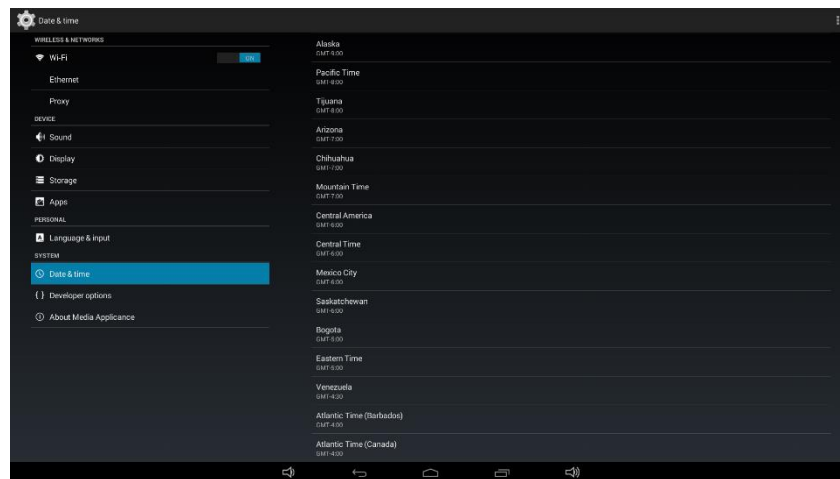 Date & time
WIRELESS & NETWORKS
Wi-Fi
ON
Ethernet
Proxy
DEVICE
Sound
Display
Storage
Apps
PERSONAL
A
Language & input
SYSTEM
Date & time
{ } Developer options
About Media Applicance
Alaska
GMT-9:00
Pacific Time
GMT-8:00
Tijuana
GMT-8:00
Arizona
GMT-7:00
Chihuahua
GMT-7:00
Mountain Time
GMT-7:00
Central America
GMT-6:00
Central Time
GMT-6:00
Mexico City
GMT-6:00
Saskatchewan
GMT-6:00
Bogota
GMT-5:00
Eastern Time
GMT-5:00
Venezuela
GMT-4:30
Atlantic Time (Barbados)
GMT-4:00
Atlantic Time (Canada)
GMT-4:00